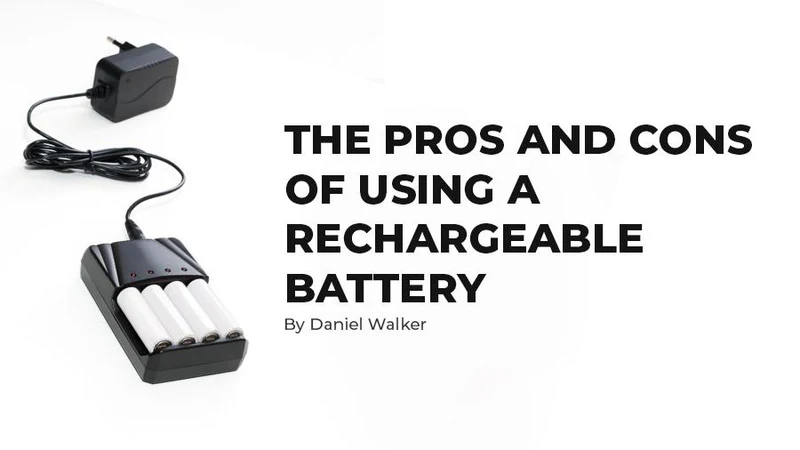 THE PROS AND CONS
OF USING A
RECHARGEABLE
BATTERY
By Daniel Walker